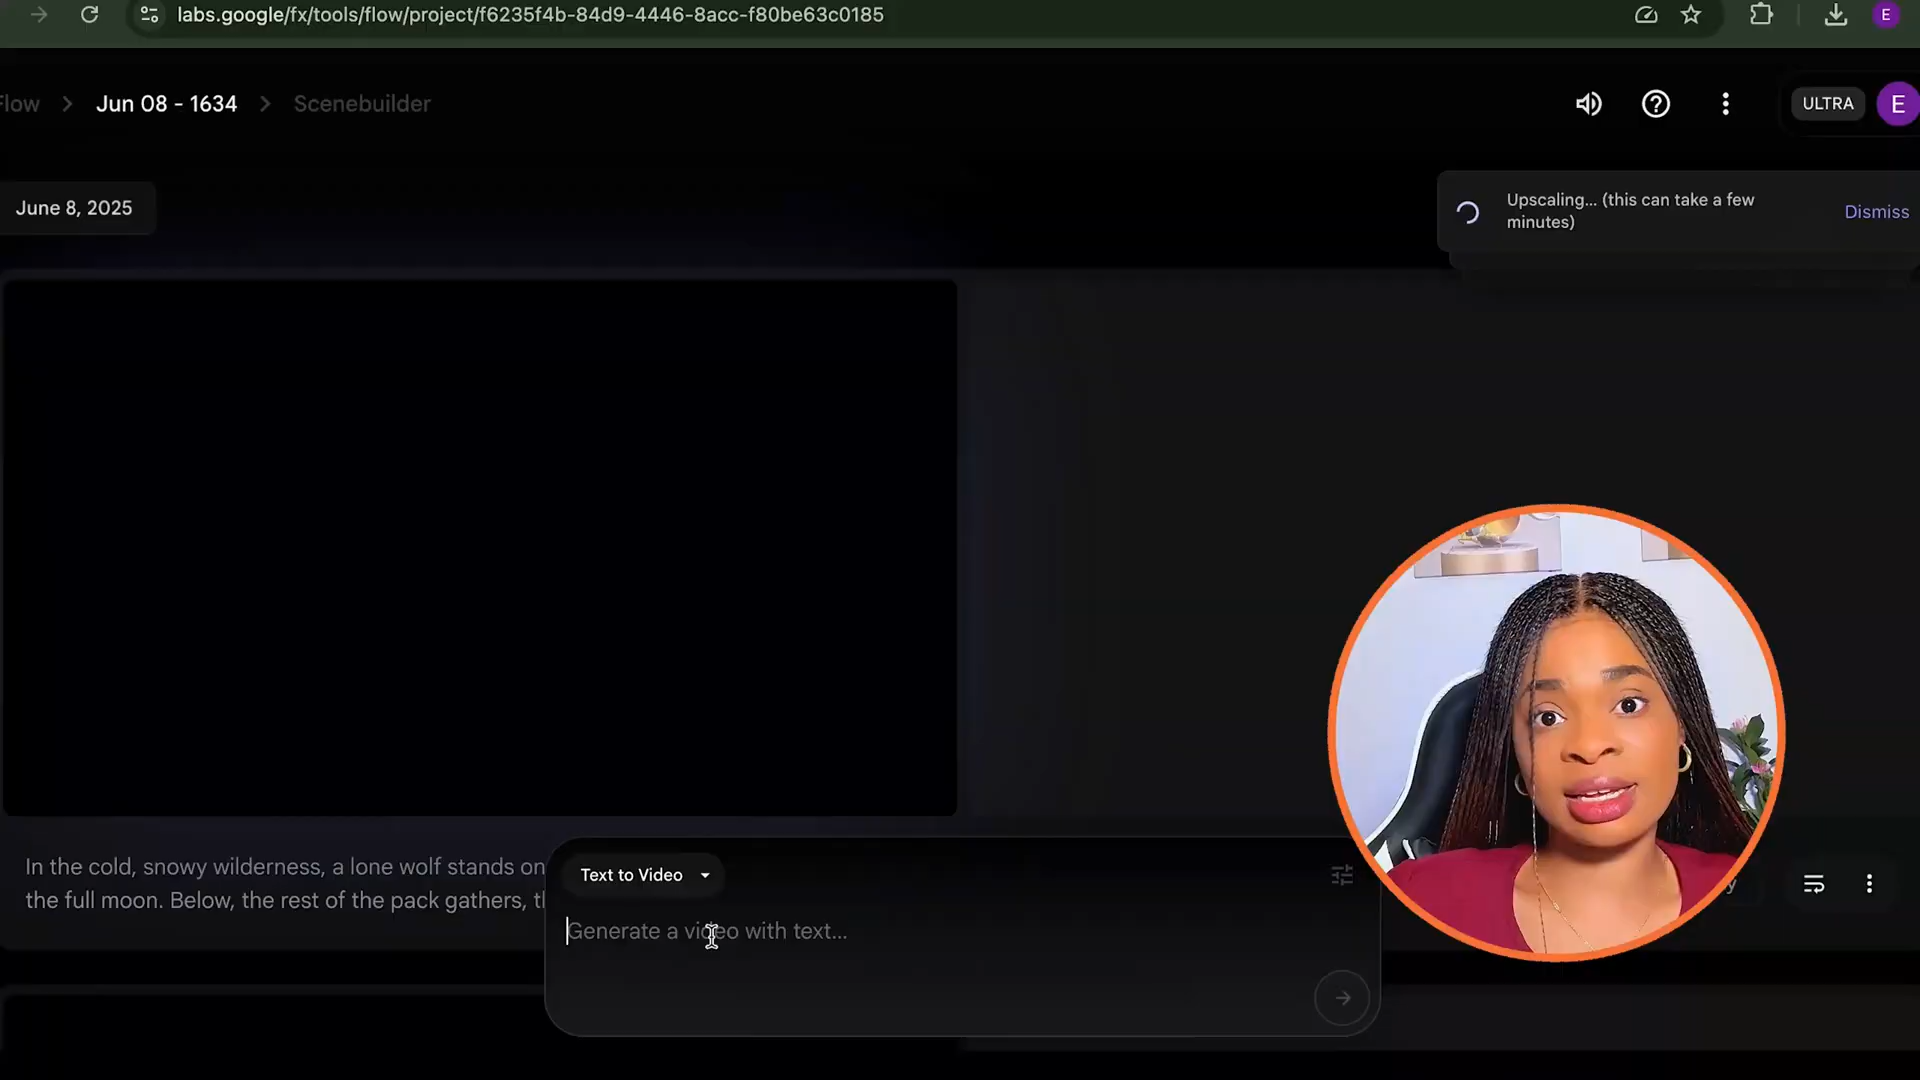 labs.google/fx/tools/flow/project/f6235f4b-84d9-4446-8acc-f80be63c0185
E
Flow > Jun 08 - 1634 > Scenebuilder
ULTRA
E
June 8, 2025
Upscaling... (this can take a few
minutes)
Dismiss
In the cold, snowy wilderness, a lone wolf stands on
the full moon. Below, the rest of the pack gathers,
Text to Video
Generate a video with text...